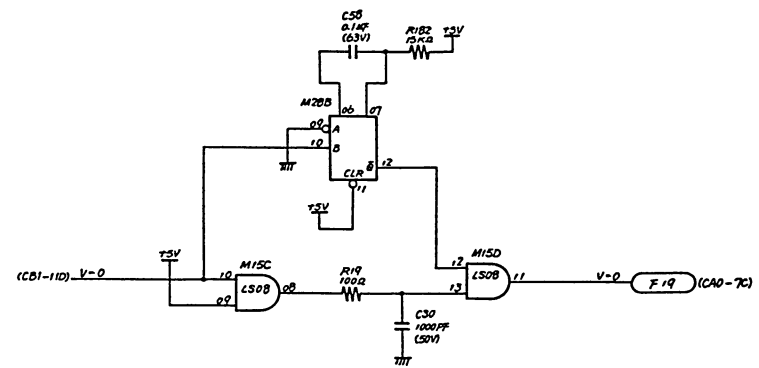 C58
0.1µF
(63V)
R182
15KΩ
+5V
M28B
06
07
09
A
10
B
Q̄
12
CLR
11
+5V
+5V
M15C
(CB1-11D)
V-0
10
LS08
08
09
R19
100Ω
M15D
12
LS08
11
13
V-0
F19
(CA0-7C)
C30
1000PF
(50V)